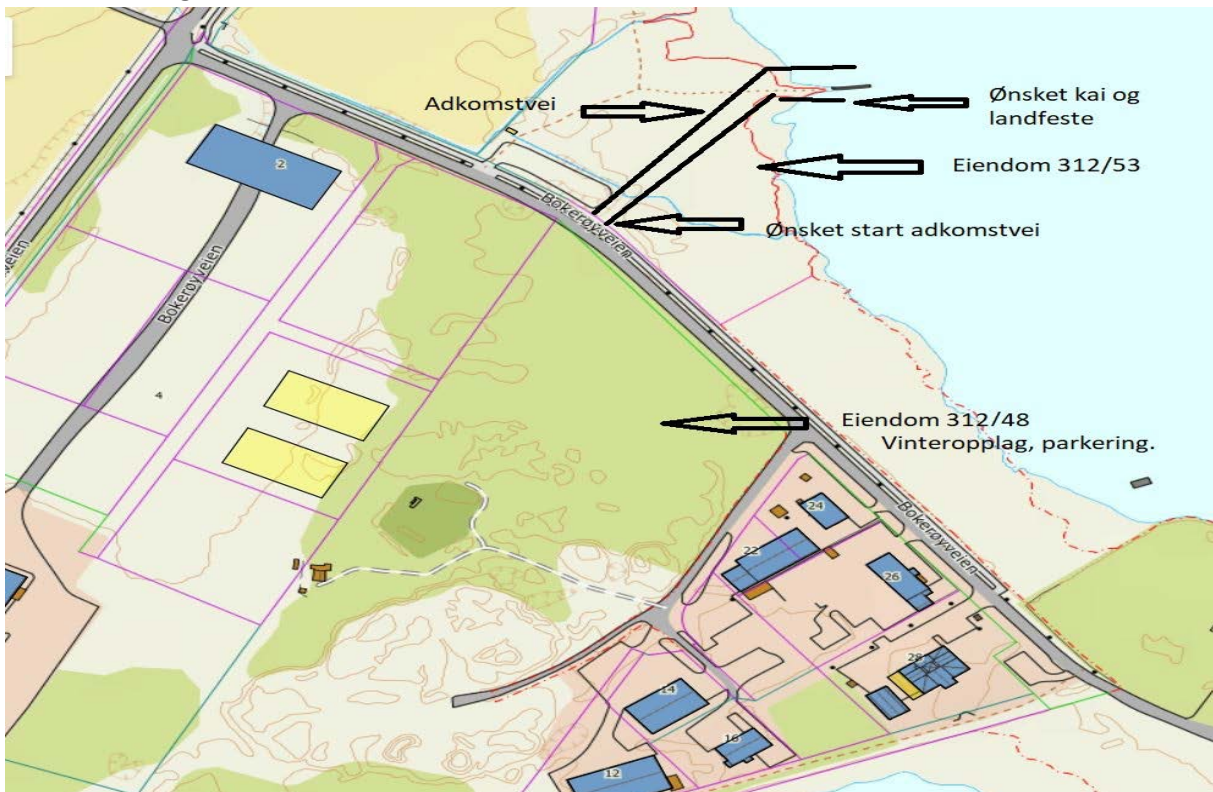 Adkomstvei
Ønsket kai og
landfeste
Eiendom 312/53
Ønsket start adkomstvei
Bokerøyveien
2
Bokerøyveien
4
Eiendom 312/48
Vinteropplag, parkering.
Bokerøyveien
24
22
26
28
14
16
12